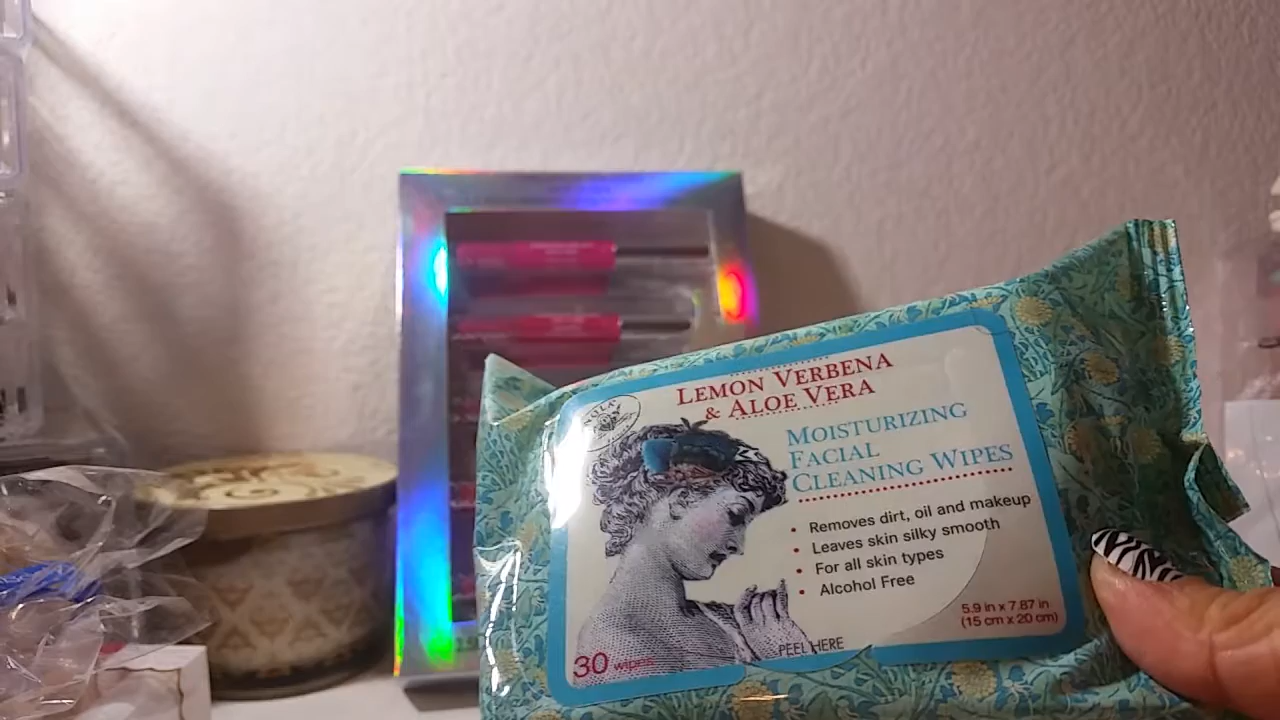 LEMON VERBENA
& ALOE VERA
MOISTURIZING
FACIAL
CLEANING WIPES
• Removes dirt, oil and makeup
• Leaves skin silky smooth
• For all skin types
• Alcohol Free
5.9 in x 7.87 in
(15 cm x 20 cm)
PEEL HERE
30 wipes